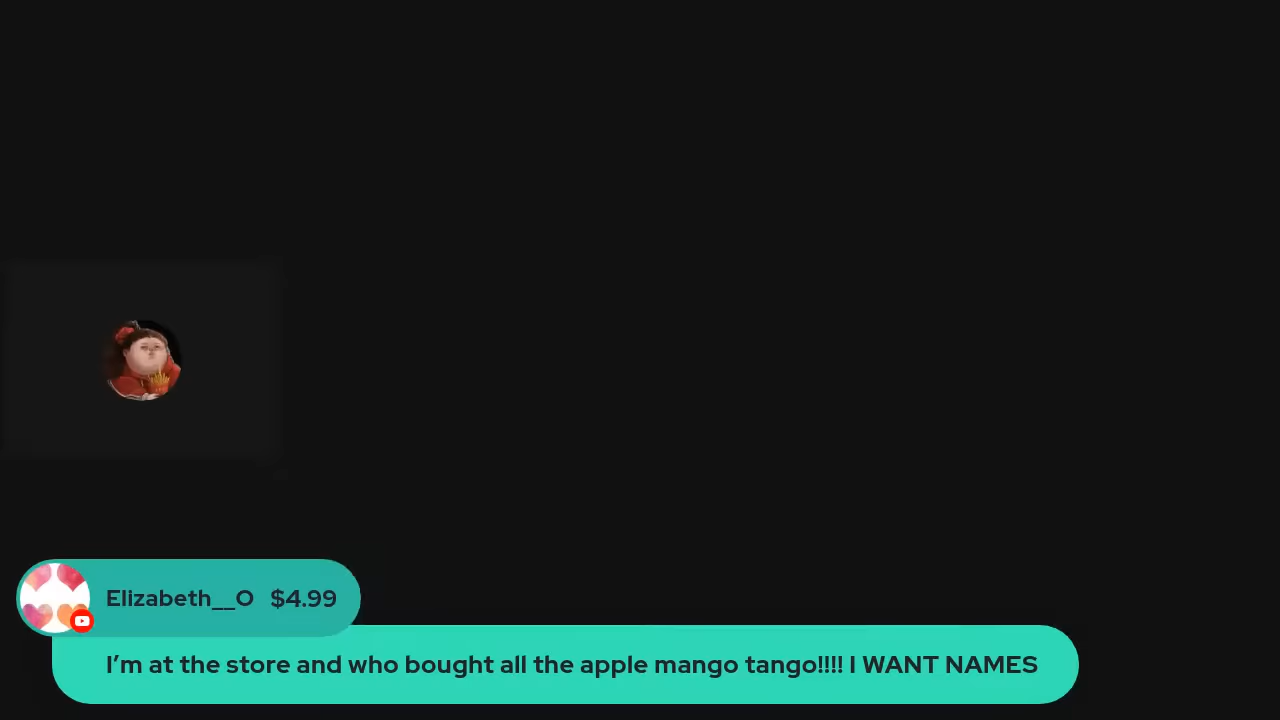 Elizabeth__O $4.99
I’m at the store and who bought all the apple mango tango!!!! I WANT NAMES